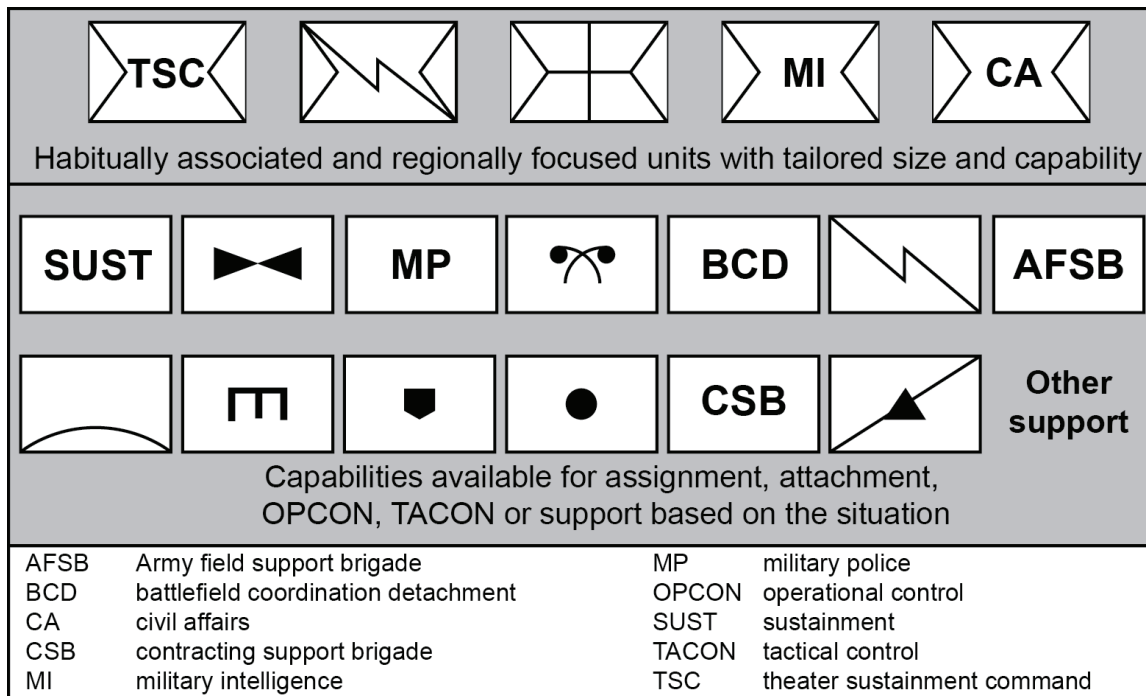 TSC MI CA
Habitually associated and regionally focused units with tailored size and capability
SUST MP BCD AFSB
CSB Other
support
Capabilities available for assignment, attachment,
OPCON, TACON or support based on the situation
AFSB Army field support brigade
BCD battlefield coordination detachment
CA civil affairs
CSB contracting support brigade
MI military intelligence
MP military police
OPCON operational control
SUST sustainment
TACON tactical control
TSC theater sustainment command